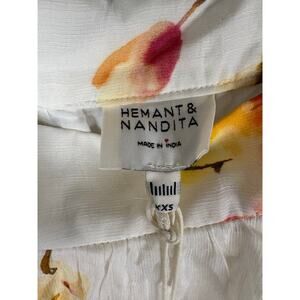 HEMANT &
NANDITA
MADE IN INDIA
XXS